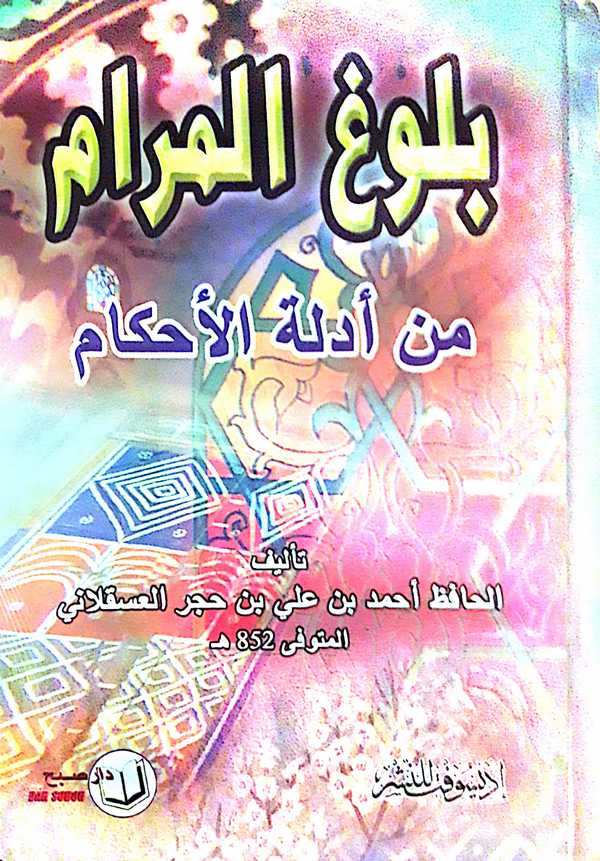 بلوغ المرام
من أدلة الأحكام
تأليف
الحافظ أحمد بن علي بن حجر العسقلاني
المتوفى 852 هـ
إديسوفت للنشر
دار صبح
DAR SOBOH